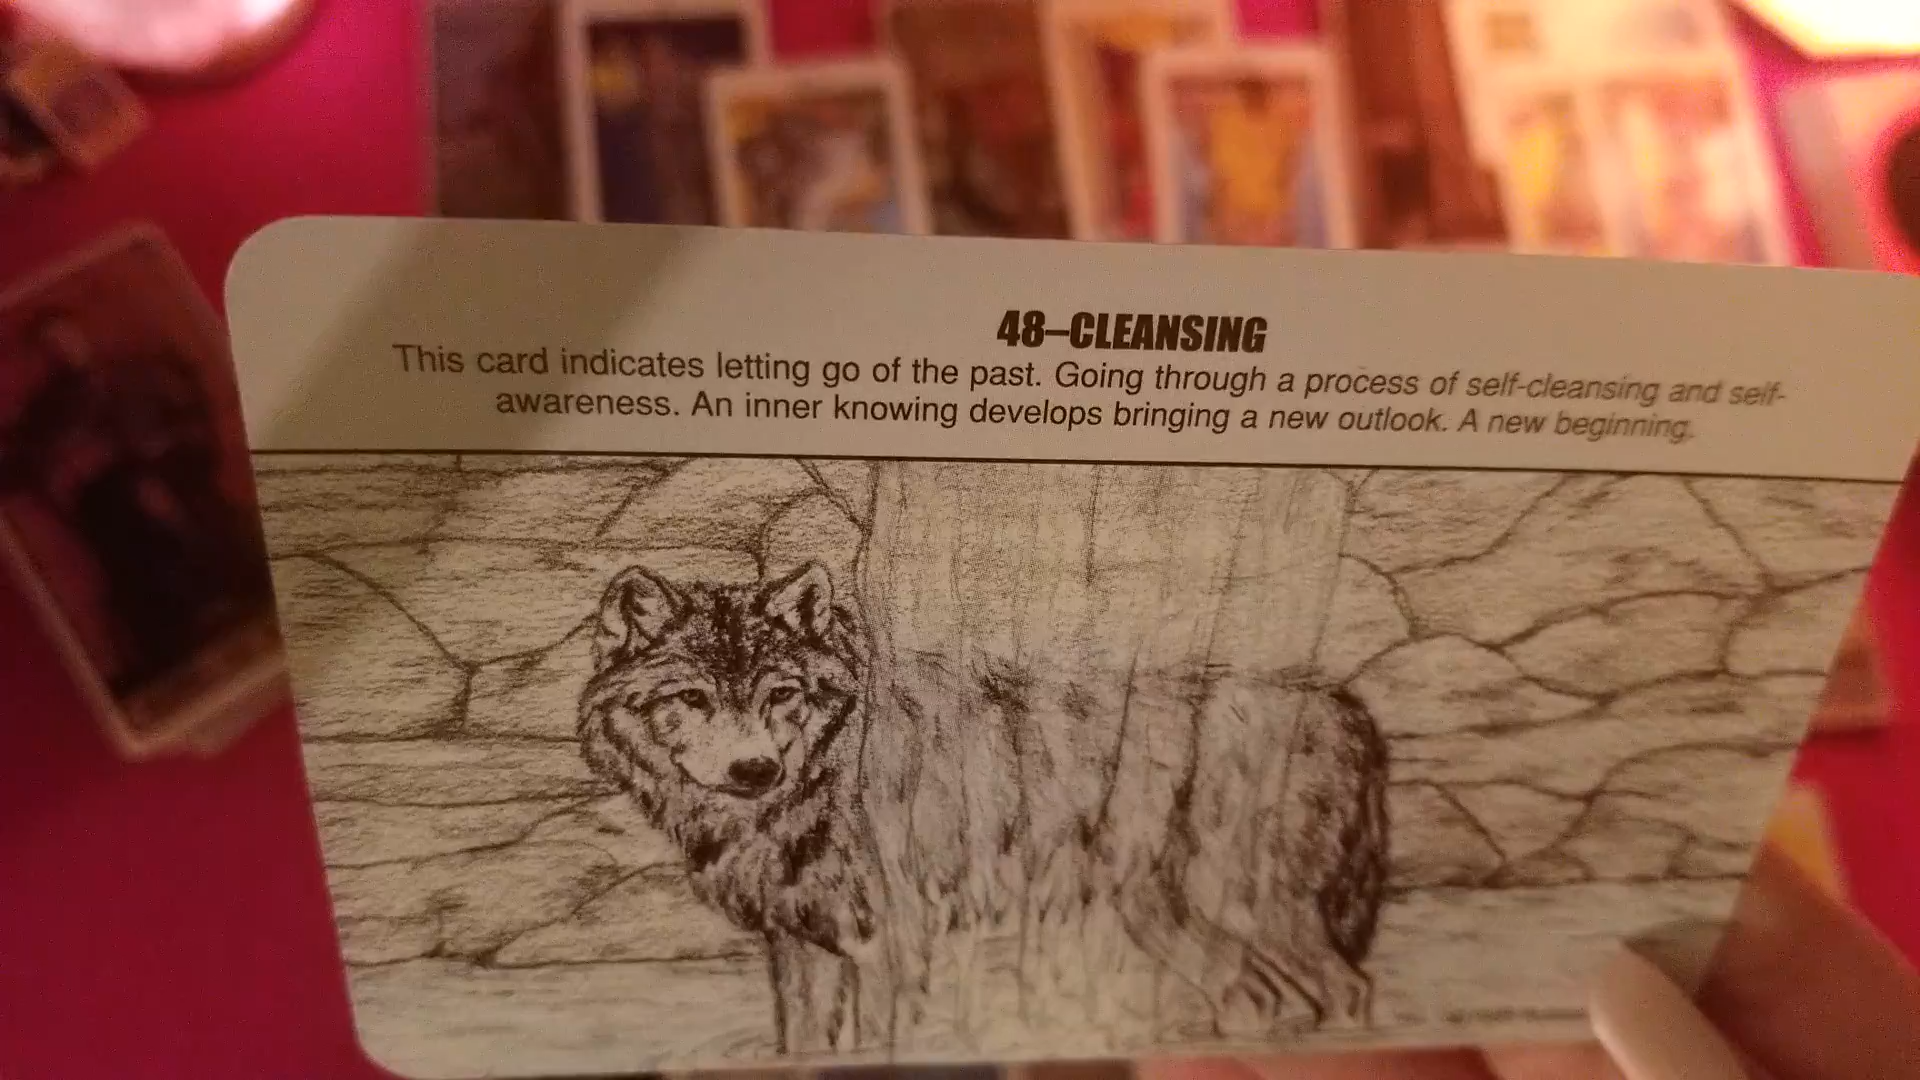 48–CLEANSING
This card indicates letting go of the past. Going through a process of self-cleansing and self-
awareness. An inner knowing develops bringing a new outlook. A new beginning.